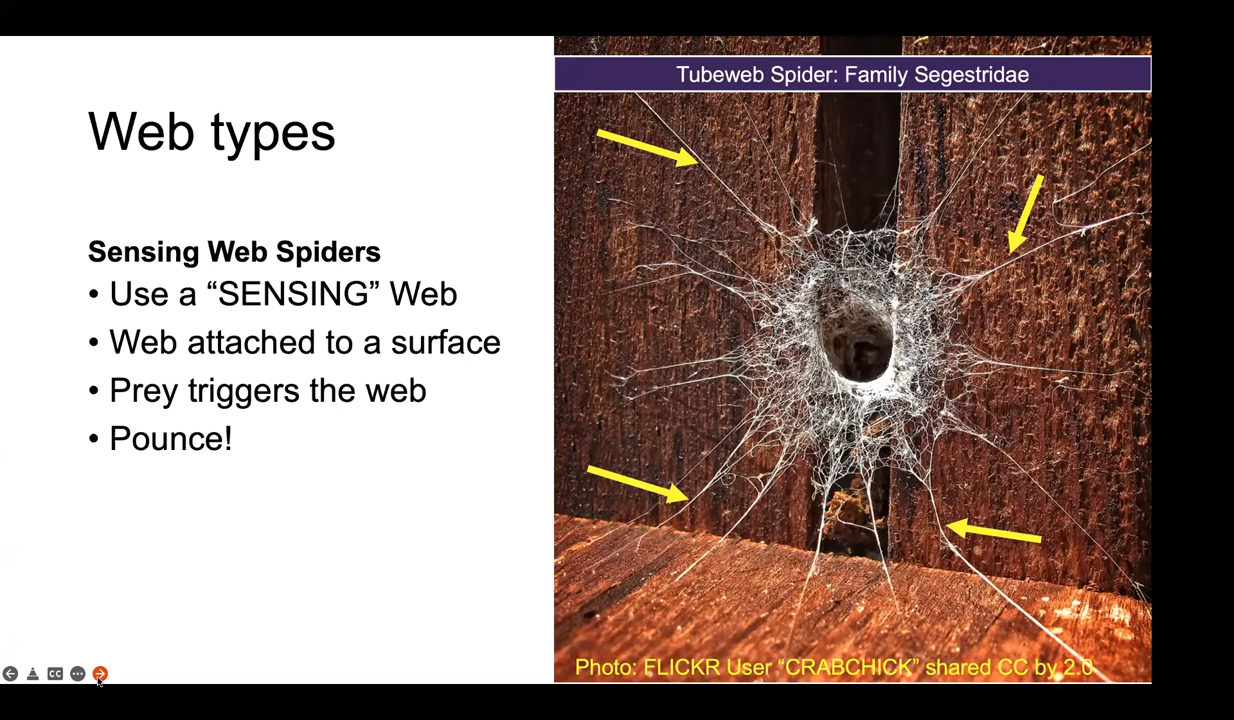 Tubeweb Spider: Family Segestridae
Web types
Sensing Web Spiders
• Use a “SENSING” Web
• Web attached to a surface
• Prey triggers the web
• Pounce!
Photo: FLICKR User “CRABCHICK” shared CC by 2.0
CC